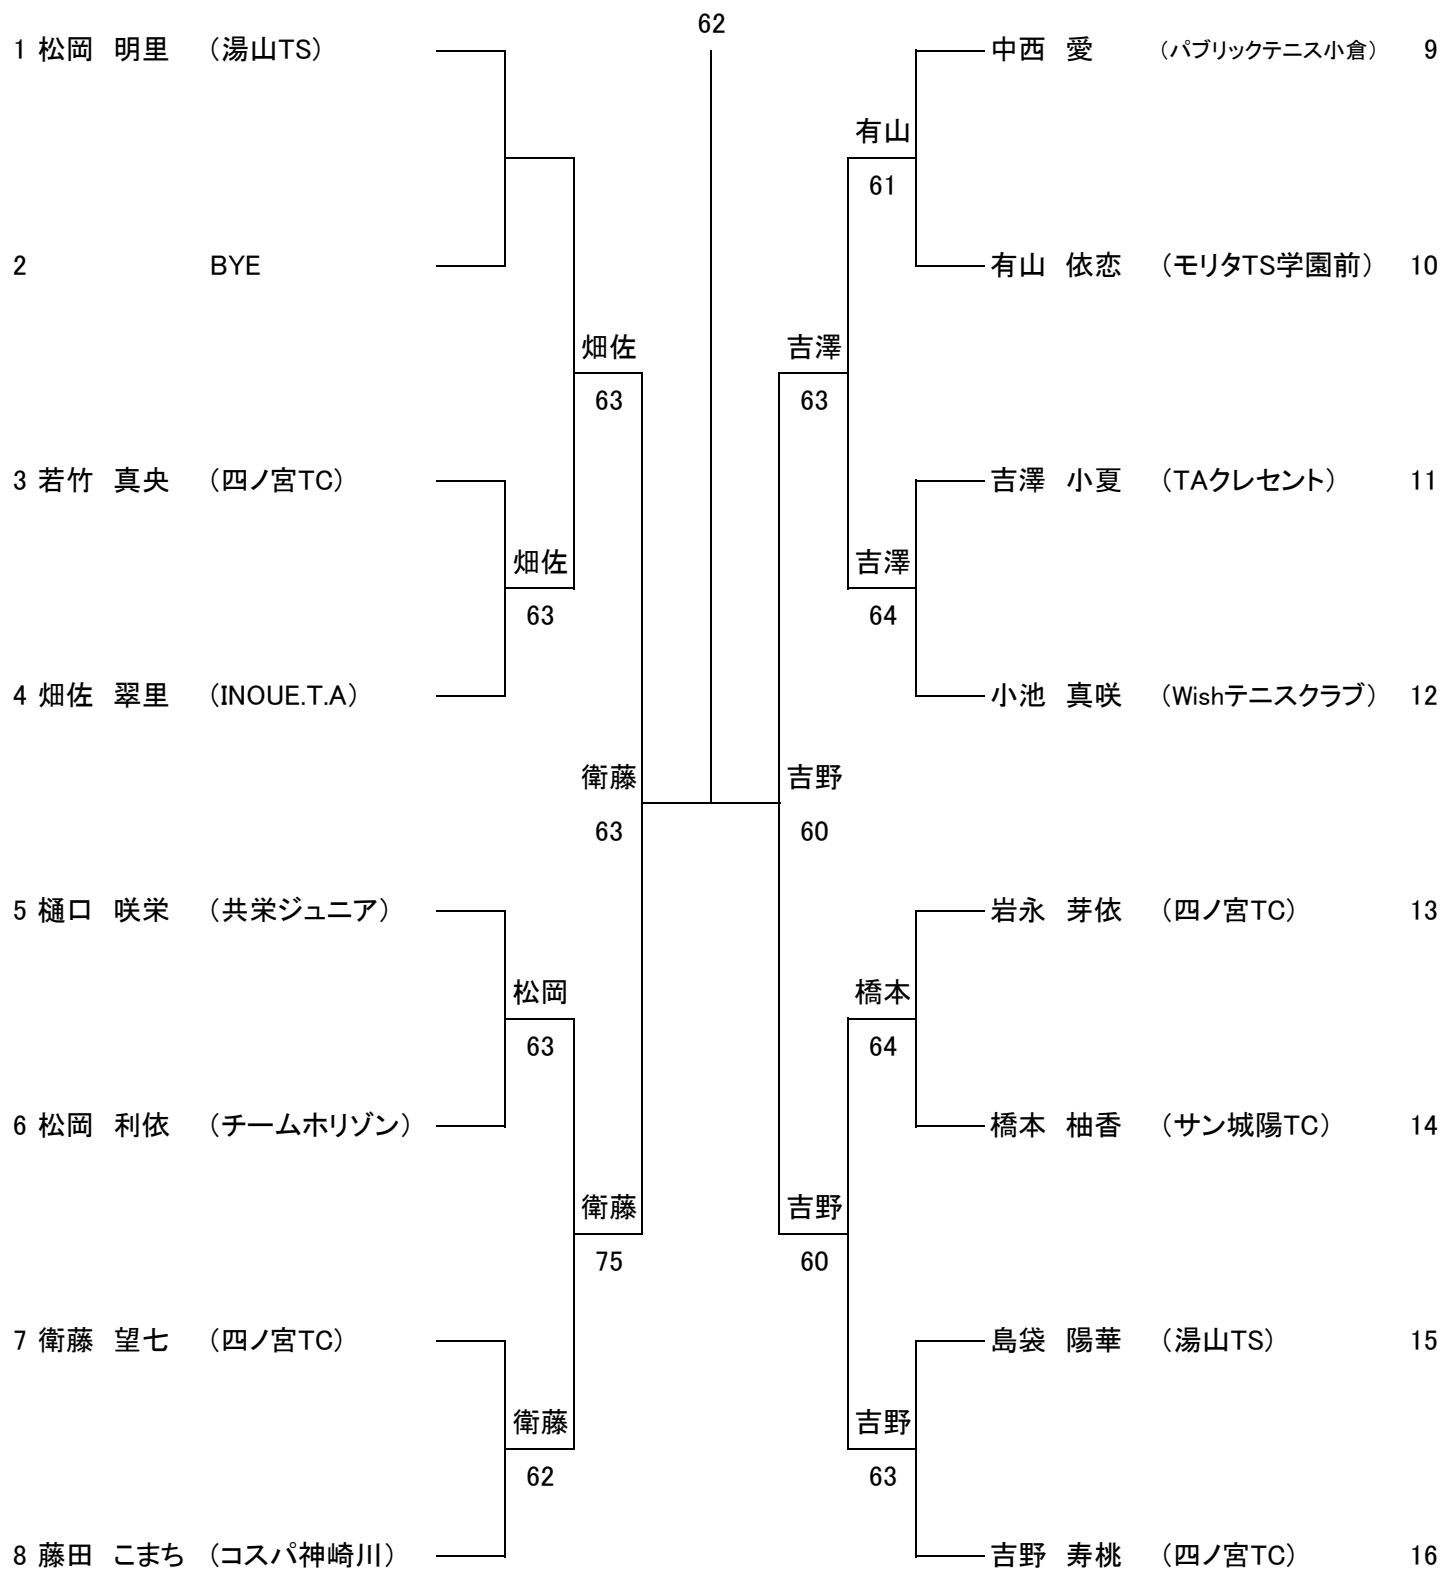 62
1 松岡 明里 (湯山TS)
2 BYE
畑佐
63
3 若竹 真央 (四ノ宮TC)
畑佐
63
4 畑佐 翠里 (INOUE.T.A)
衛藤
63
5 樋口 咲栄 (共栄ジュニア)
松岡
63
6 松岡 利依 (チームホリゾン)
衛藤
75
7 衛藤 望七 (四ノ宮TC)
衛藤
62
8 藤田 こまち (コスパ神崎川)
中西 愛 (パブリックテニス小倉) 9
有山
61
有山 依恋 (モリタTS学園前) 10
吉澤
63
吉澤 小夏 (TAクレセント) 11
吉澤
64
小池 真咲 (Wishテニスクラブ) 12
吉野
60
岩永 芽依 (四ノ宮TC) 13
橋本
64
橋本 柚香 (サン城陽TC) 14
吉野
60
島袋 陽華 (湯山TS) 15
吉野
63
吉野 寿桃 (四ノ宮TC) 16